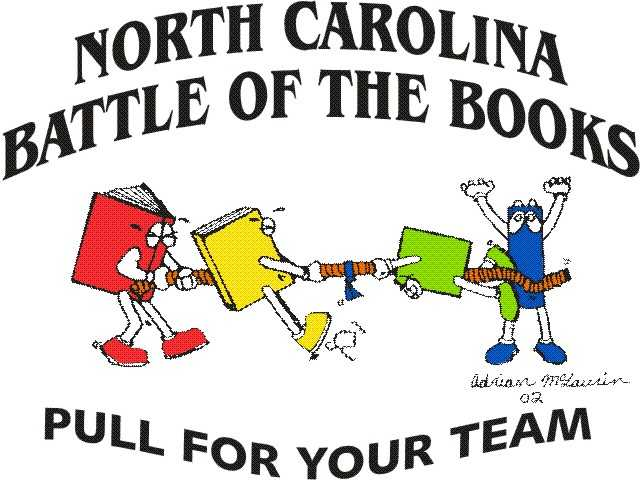 NORTH CAROLINA
BATTLE OF THE BOOKS
Adrian McLaurin
02
PULL FOR YOUR TEAM